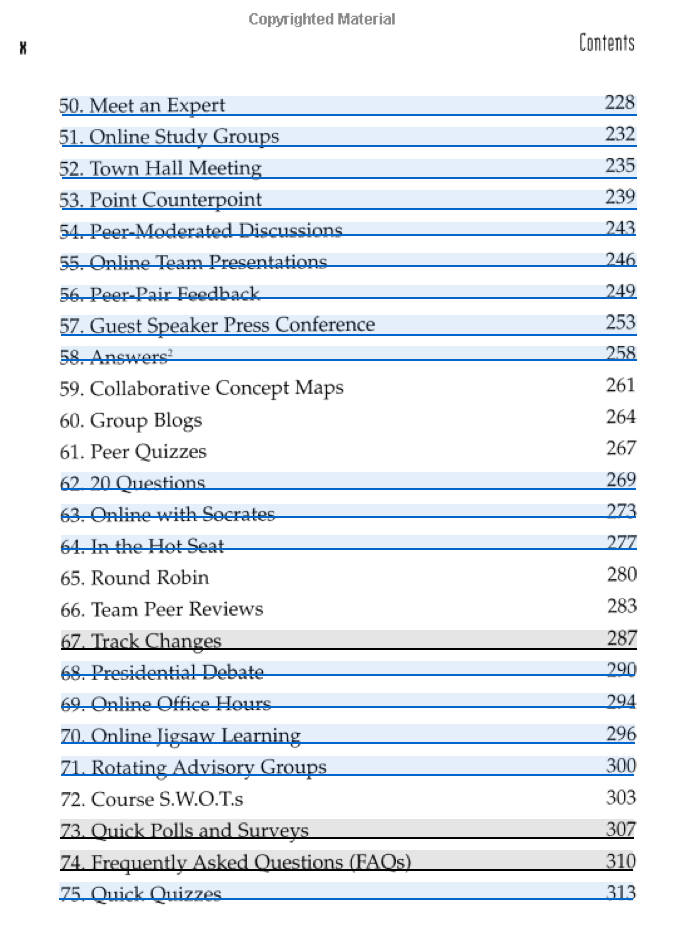 Copyrighted Material
x
Contents
50. Meet an Expert 228
51. Online Study Groups 232
52. Town Hall Meeting 235
53. Point Counterpoint 239
54. Peer-Moderated Discussions 243
55. Online Team Presentations 246
56. Peer-Pair Feedback 249
57. Guest Speaker Press Conference 253
58. Answers² 258
59. Collaborative Concept Maps 261
60. Group Blogs 264
61. Peer Quizzes 267
62. 20 Questions 269
63. Online with Socrates 273
64. In the Hot Seat 277
65. Round Robin 280
66. Team Peer Reviews 283
67. Track Changes 287
68. Presidential Debate 290
69. Online Office Hours 294
70. Online Jigsaw Learning 296
71. Rotating Advisory Groups 300
72. Course S.W.O.T.s 303
73. Quick Polls and Surveys 307
74. Frequently Asked Questions (FAQs) 310
75. Quick Quizzes 313